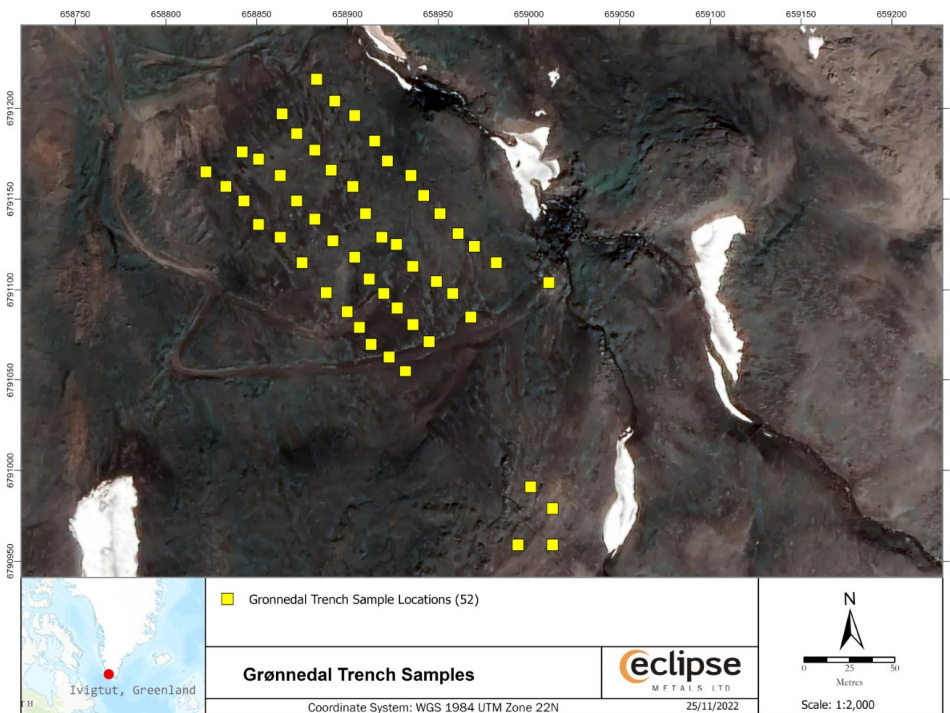 658750 658800 658850 658900 658950 659000 659050 659100 659150 659200
6791200
6791150
6791100
6791050
6791000
6790950
Gronnedal Trench Sample Locations (52)
Grønnedal Trench Samples
Coordinate System: WGS 1984 UTM Zone 22N
eclipse
METALS LTD
25/11/2022
N
0 25 50
Metres
Scale: 1:2,000
Ivigtut, Greenland
TH